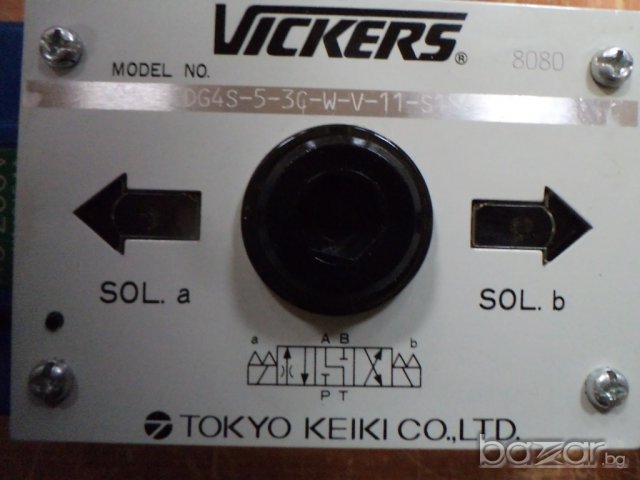 VICKERS®
MODEL NO.
8080
DG4S-5-3C-W-V-11-S1
SOL. a
SOL. b
a
A B
b
P T
TOKYO KEIKI CO.,LTD.
bazar.bg